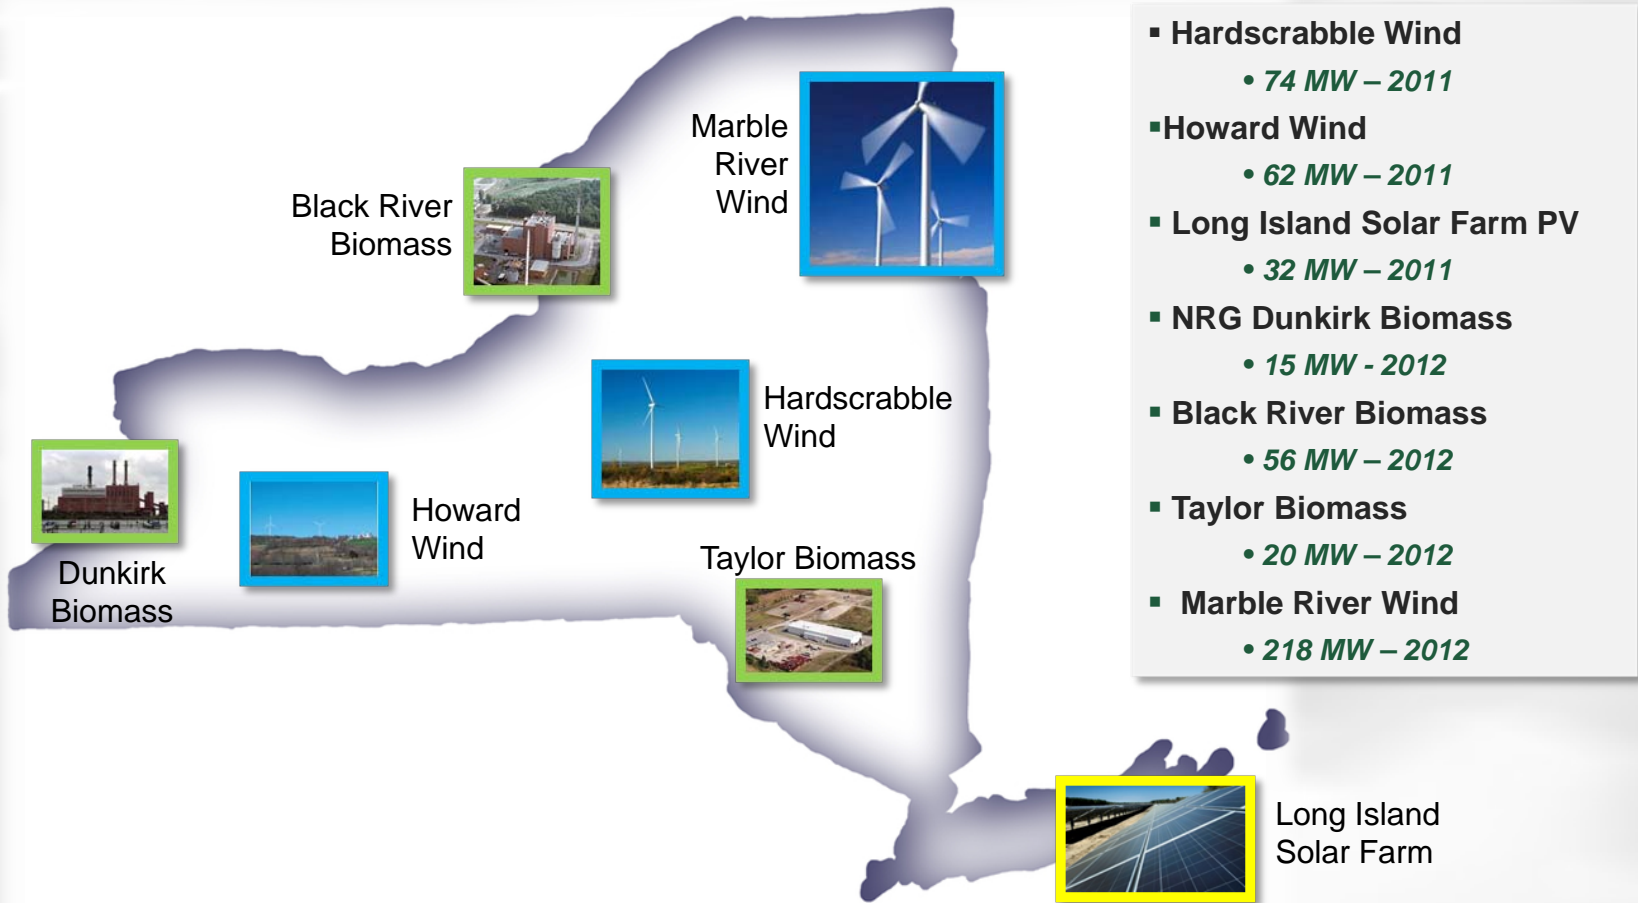 Marble
River
Wind
Black River
Biomass
Hardscrabble
Wind
Howard
Wind
Dunkirk
Biomass
Taylor Biomass
Long Island
Solar Farm
▪ Hardscrabble Wind
• 74 MW – 2011
▪Howard Wind
• 62 MW – 2011
▪ Long Island Solar Farm PV
• 32 MW – 2011
▪ NRG Dunkirk Biomass
• 15 MW - 2012
▪ Black River Biomass
• 56 MW – 2012
▪ Taylor Biomass
• 20 MW – 2012
▪ Marble River Wind
• 218 MW – 2012